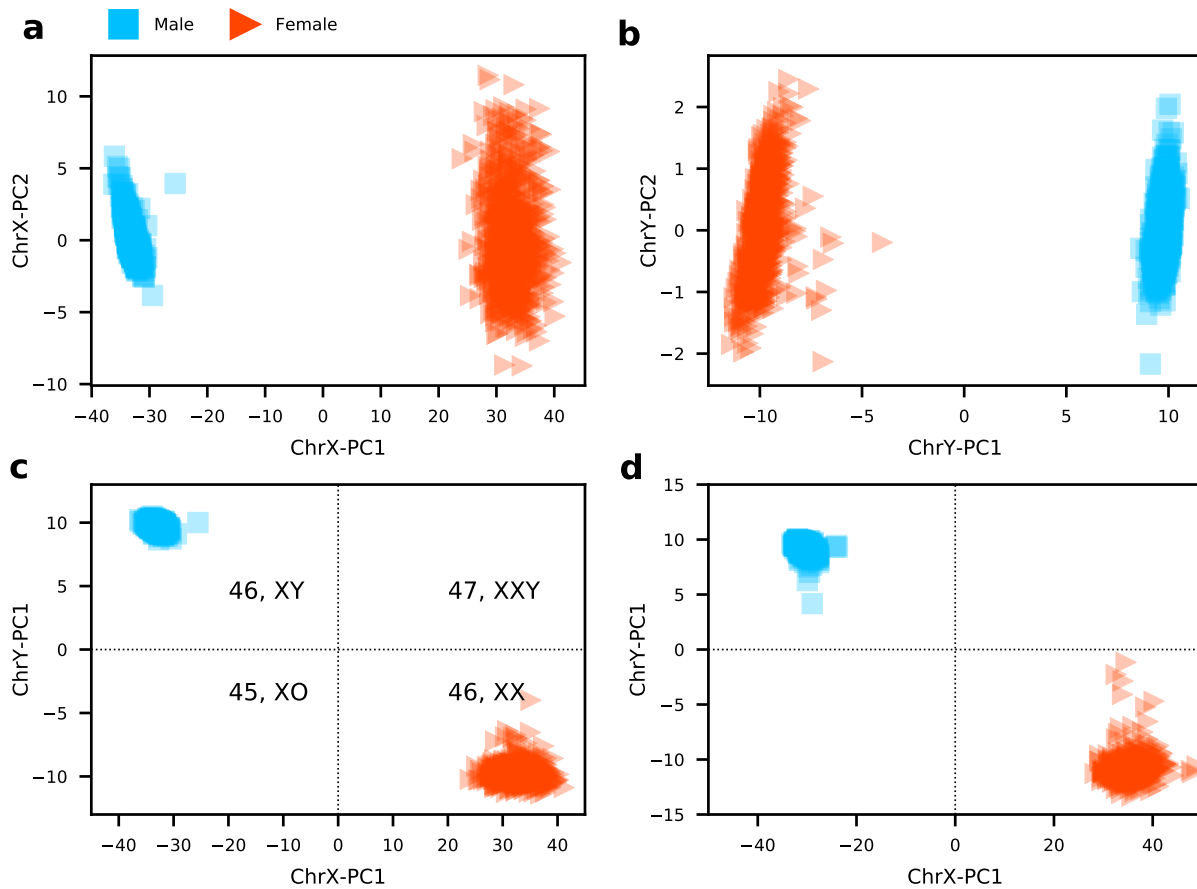 a Male Female b
10
5
0
−5
−10
ChrX-PC2
−40 −30 −20 −10 0 10 20 30 40
ChrX-PC1
2
1
0
−1
−2
ChrY-PC2
−10 −5 0 5 10
ChrY-PC1
c
10
5
0
−5
−10
ChrY-PC1
46, XY 47, XXY
45, XO 46, XX
−40 −30 −20 −10 0 10 20 30 40
ChrX-PC1
d
15
10
5
0
−5
−10
−15
ChrY-PC1
−40 −20 0 20 40
ChrX-PC1